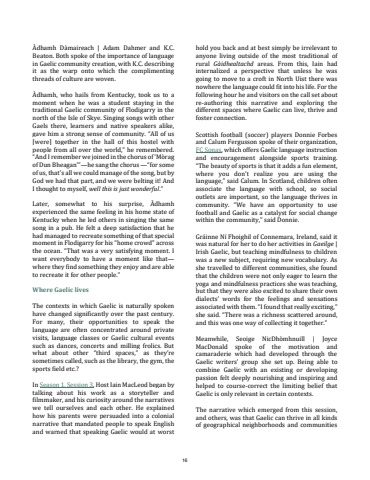 Àdhamh Dàmaireach | Adam Dahmer and K.C.
Beaton. Both spoke of the importance of language
in Gaelic community creation, with K.C. describing
it as the warp onto which the complimenting
threads of culture are woven.
Àdhamh, who hails from Kentucky, took us to a
moment when he was a student staying in the
traditional Gaelic community of Flodigarry in the
north of the Isle of Skye. Singing songs with other
Gaels there, learners and native speakers alike,
gave him a strong sense of community. "All of us
[were] together in the hall of this hostel with
people from all over the world," he remembered.
"And I remember we joined in the chorus of 'Mòrag
of Dun Bheagan'"—he sang the chorus —"for some
of us, that's all we could manage of the song, but by
God we had that part, and we were belting it! And
I thought to myself, well this is just wonderful."
Later, somewhat to his surprise, Àdhamh
experienced the same feeling in his home state of
Kentucky when he led others in singing the same
song in a pub. He felt a deep satisfaction that he
had managed to recreate something of that special
moment in Flodigarry for his "home crowd" across
the ocean. "That was a very satisfying moment. I
want everybody to have a moment like that—
where they find something they enjoy and are able
to recreate it for other people."
Where Gaelic lives
The contexts in which Gaelic is naturally spoken
have changed significantly over the past century.
For many, their opportunities to speak the
language are often concentrated around private
visits, language classes or Gaelic cultural events
such as dances, concerts and milling frolics. But
what about other "third spaces," as they're
sometimes called, such as the library, the gym, the
sports field etc.?
In Season 1, Session 3, Host Iain MacLeod began by
talking about his work as a storyteller and
filmmaker, and his curiosity around the narratives
we tell ourselves and each other. He explained
how his parents were persuaded into a colonial
narrative that mandated people to speak English
and warned that speaking Gaelic would at worst
hold you back and at best simply be irrelevant to
anyone living outside of the most traditional of
rural Gàidhealtachd areas. From this, Iain had
internalized a perspective that unless he was
going to move to a croft in North Uist there was
nowhere the language could fit into his life. For the
following hour he and visitors on the call set about
re-authoring this narrative and exploring the
different spaces where Gaelic can live, thrive and
foster connection.
Scottish football (soccer) players Donnie Forbes
and Calum Ferguson spoke of their organization,
FC Sonas, which offers Gaelic language instruction
and encouragement alongside sports training.
"The beauty of sports is that it adds a fun element,
where you don't realize you are using the
language," said Calum. In Scotland, children often
associate the language with school, so social
outlets are important, so the language thrives in
community. "We have an opportunity to use
football and Gaelic as a catalyst for social change
within the community," said Donnie.
Gráinne Ní Fhoighil of Connemara, Ireland, said it
was natural for her to do her activities in Gaeilge |
Irish Gaelic, but teaching mindfulness to children
was a new subject, requiring new vocabulary. As
she travelled to different communities, she found
that the children were not only eager to learn the
yoga and mindfulness practices she was teaching,
but that they were also excited to share their own
dialects' words for the feelings and sensations
associated with them. "I found that really exciting,"
she said. "There was a richness scattered around,
and this was one way of collecting it together."
Meanwhile, Seoige NicDhòmhnuill | Joyce
MacDonald spoke of the motivation and
camaraderie which had developed through the
Gaelic writers' group she set up. Being able to
combine Gaelic with an existing or developing
passion felt deeply nourishing and inspiring and
helped to course-correct the limiting belief that
Gaelic is only relevant in certain contexts.
The narrative which emerged from this session,
and others, was that Gaelic can thrive in all kinds
of geographical neighborhoods and communities
16